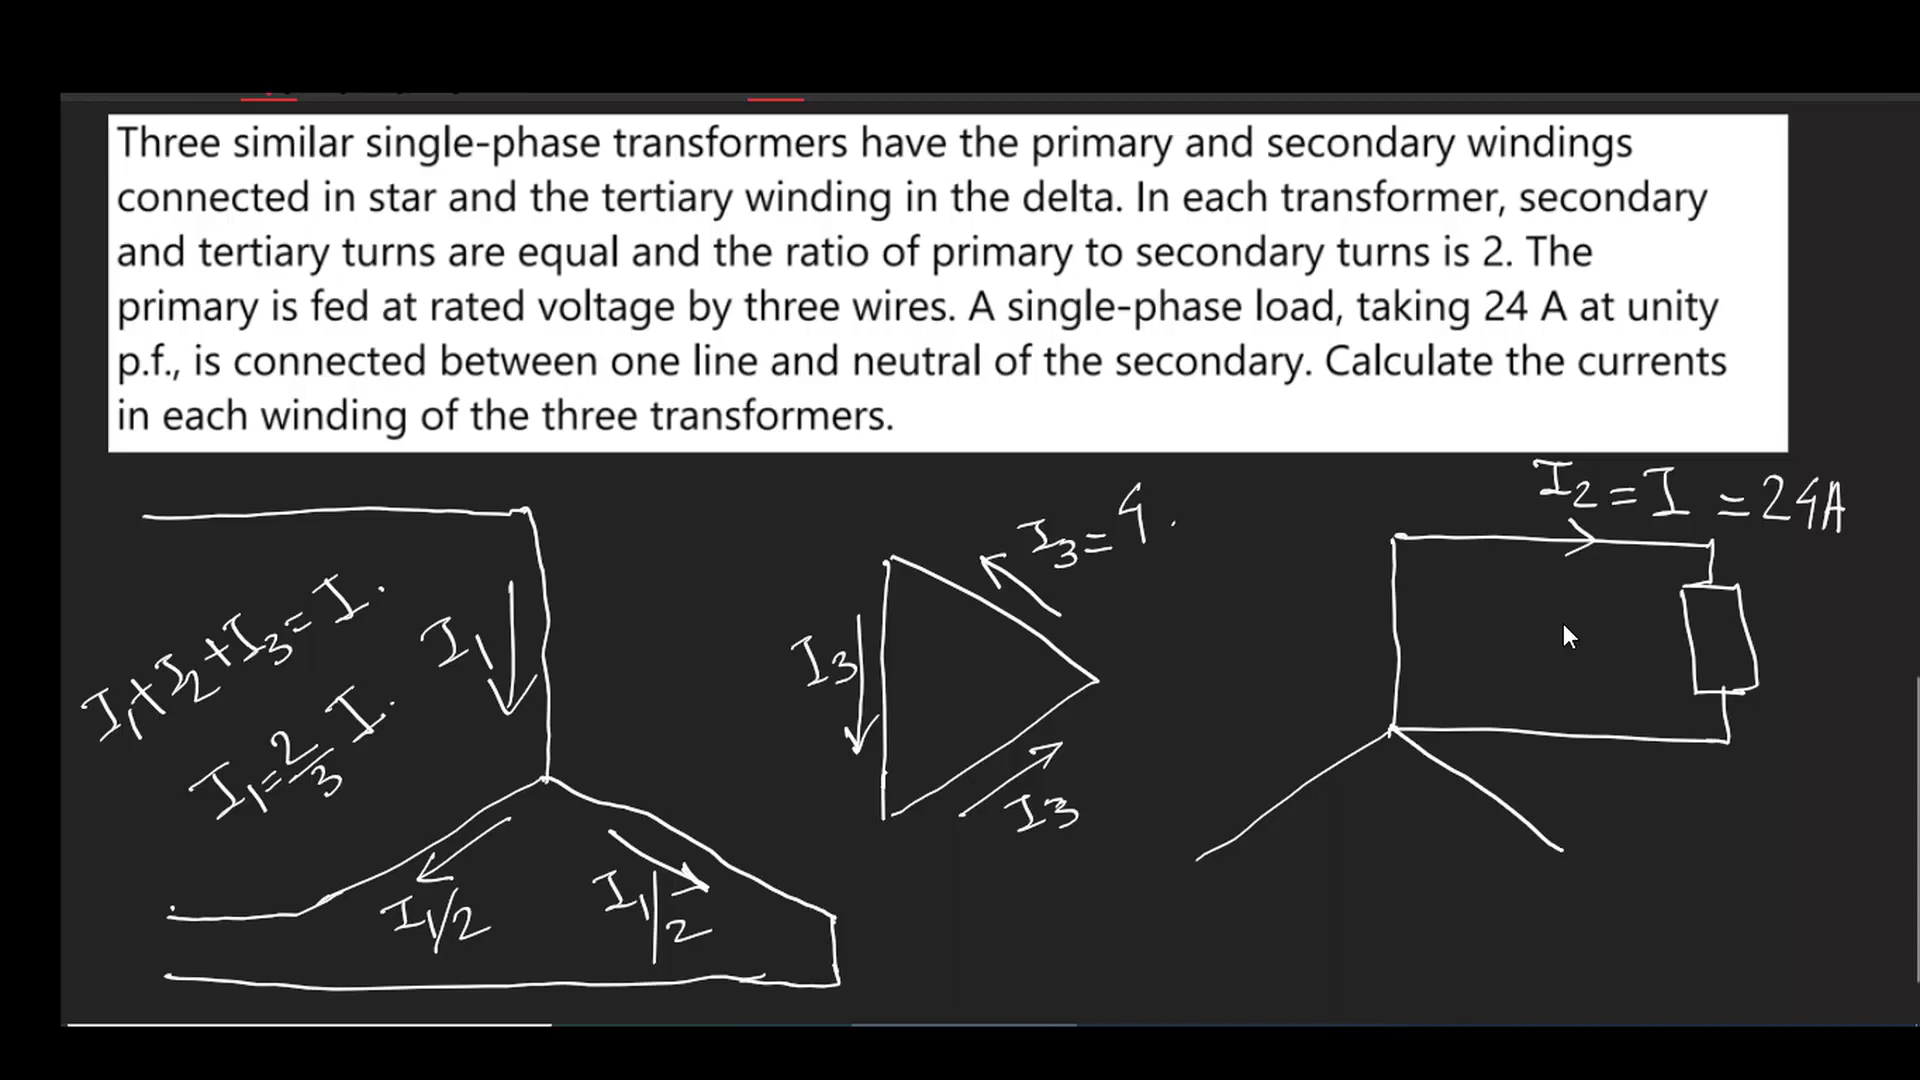 Three similar single-phase transformers have the primary and secondary windings
connected in star and the tertiary winding in the delta. In each transformer, secondary
and tertiary turns are equal and the ratio of primary to secondary turns is 2. The
primary is fed at rated voltage by three wires. A single-phase load, taking 24 A at unity
p.f., is connected between one line and neutral of the secondary. Calculate the currents
in each winding of the three transformers.
I₂ = I = 24A
I₃ = 4.
I₁+I₂+I₃ = I.
I₁
I₃
I₁ = 2/3 I.
I₃
I₁/2
I₁/2